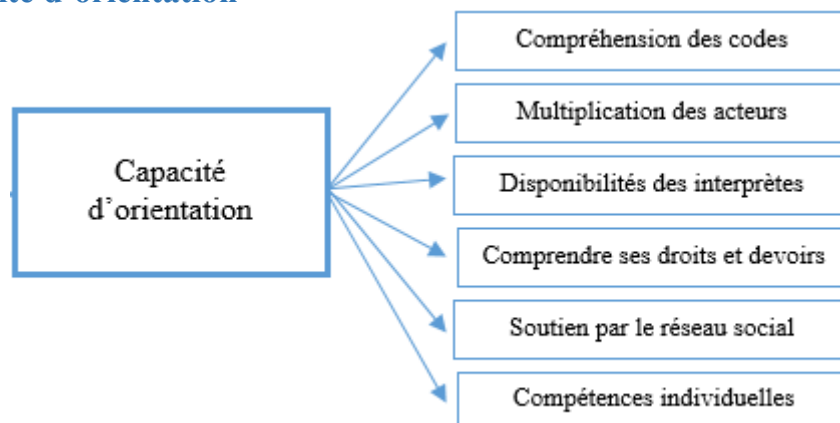 d'orientation
Compréhension des codes
Multiplication des acteurs
Capacité
d'orientation
Disponibilités des interprètes
Comprendre ses droits et devoirs
Soutien par le réseau social
Compétences individuelles